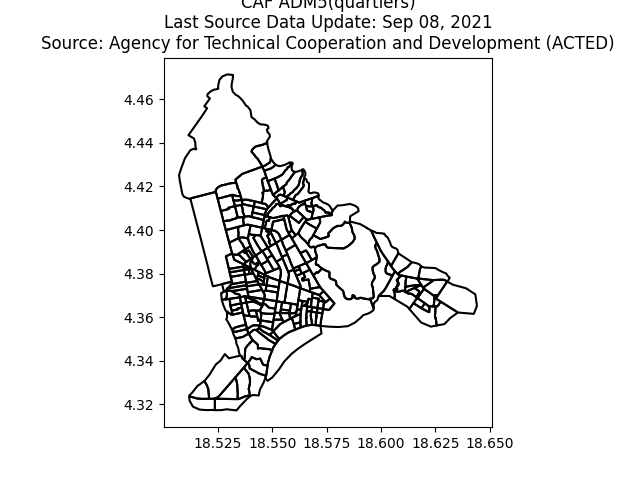 CAF ADM5(quartiers)
Last Source Data Update: Sep 08, 2021
Source: Agency for Technical Cooperation and Development (ACTED)
4.46
4.44
4.42
4.40
4.38
4.36
4.34
4.32
18.525 18.550 18.575 18.600 18.625 18.650